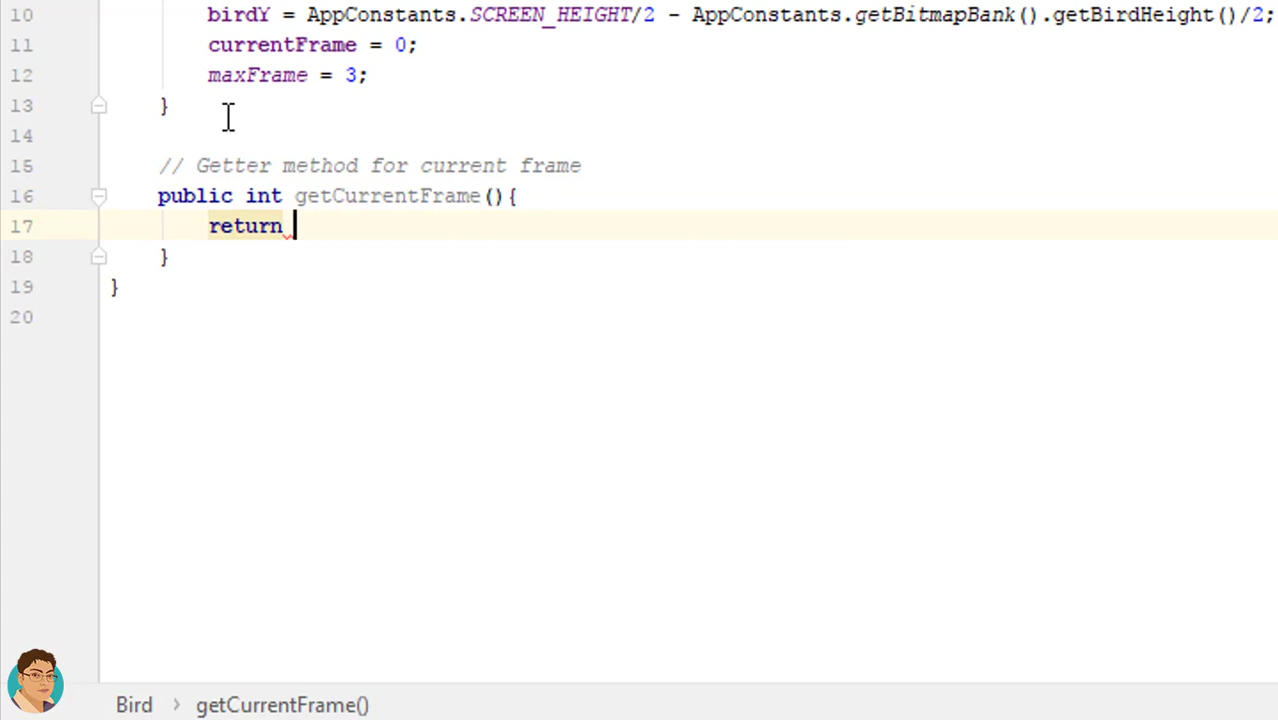 10 birdY = AppConstants.SCREEN_HEIGHT/2 - AppConstants.getBitmapBank().getBirdHeight()/2;
11 currentFrame = 0;
12 maxFrame = 3;
13 }
14
15 // Getter method for current frame
16 public int getCurrentFrame(){
17 return
18 }
19 }
20
Bird › getCurrentFrame()